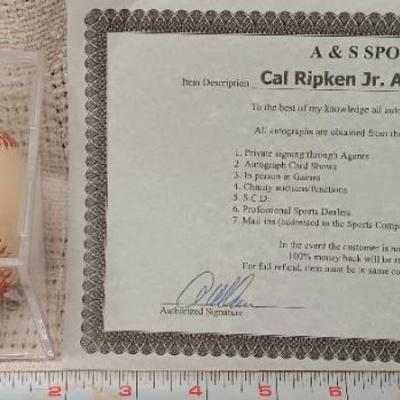 A & S SPO
Item Description Cal Ripken Jr. A
To the best of my knowledge all auto
All autographs are obtained from the
1. Private signing through Agents
2. Autograph Card Shows
3. In person at Games
4. Charity auctions/functions
5. S.C.D.
6. Professional Sports Dealers
7. Mail ins (addressed to the Sports Comp
In the event the customer is not
100% money back will be re
For full refund, item must be in same co
Authorized Signature
2 3 4 5 6 7